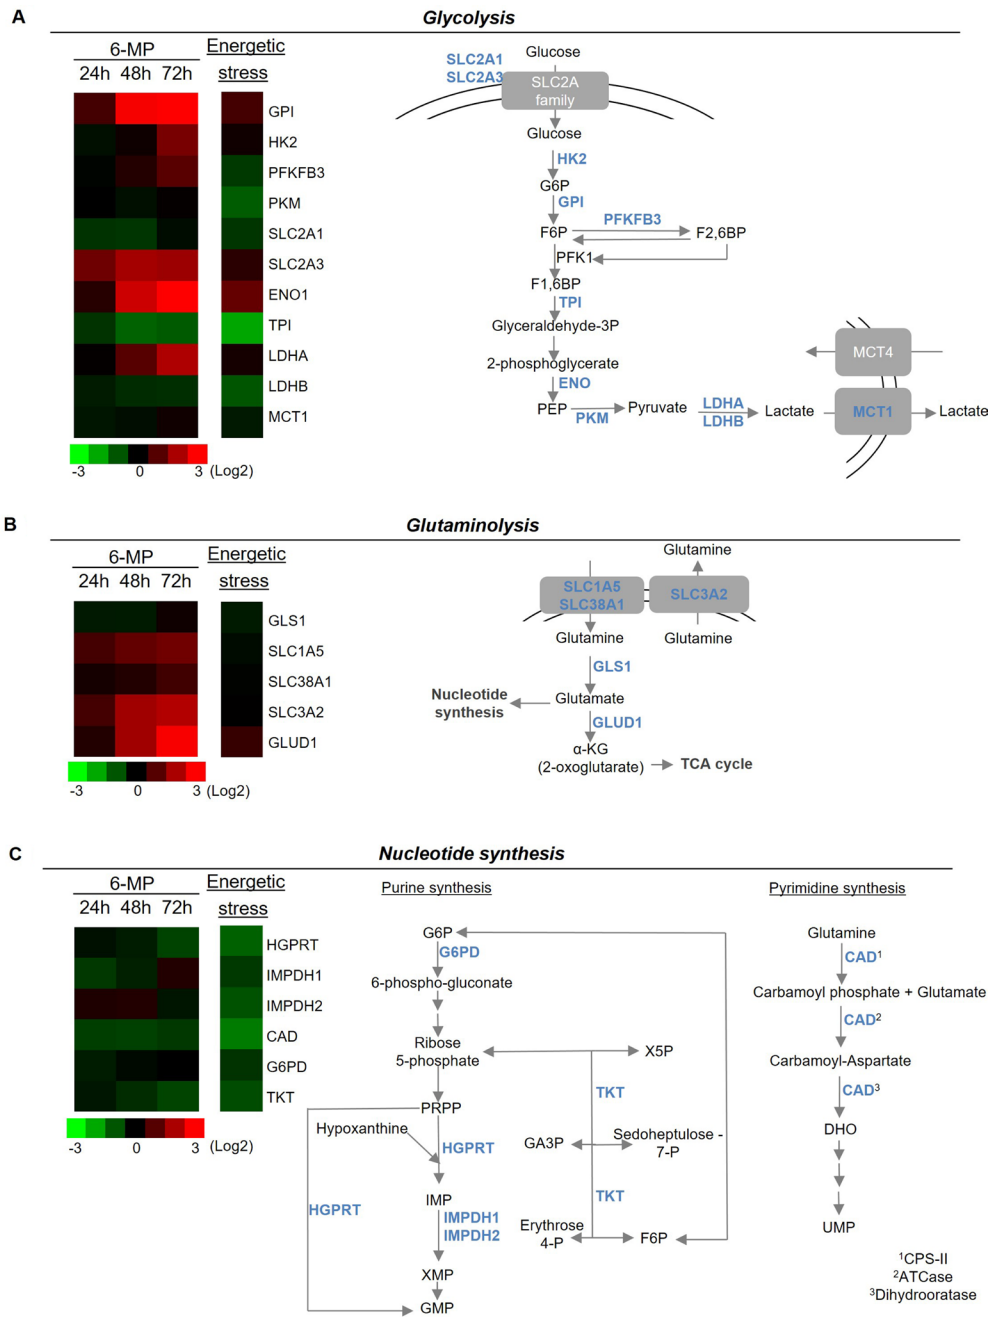 A
Glycolysis
6-MP
Energetic
stress
24h 48h 72h
GPI
HK2
PFKFB3
PKM
SLC2A1
SLC2A3
ENO1
TPI
LDHA
LDHB
MCT1
-3 0 3 (Log2)
Glucose
SLC2A1
SLC2A3
SLC2A
family
Glucose
HK2
G6P
GPI
F6P
PFKFB3
F2,6BP
PFK1
F1,6BP
TPI
Glyceraldehyde-3P
2-phosphoglycerate
ENO
PEP
PKM
Pyruvate
LDHA
LDHB
Lactate
MCT4
MCT1
Lactate
B
Glutaminolysis
6-MP
Energetic
stress
24h 48h 72h
GLS1
SLC1A5
SLC38A1
SLC3A2
GLUD1
-3 0 3 (Log2)
Glutamine
SLC1A5
SLC38A1
SLC3A2
Glutamine
Glutamine
GLS1
Nucleotide
synthesis
Glutamate
GLUD1
α-KG
(2-oxoglutarate)
TCA cycle
C
Nucleotide synthesis
6-MP
Energetic
stress
24h 48h 72h
HGPRT
IMPDH1
IMPDH2
CAD
G6PD
TKT
-3 0 3 (Log2)
Purine synthesis
G6P
G6PD
6-phospho-gluconate
Ribose
5-phosphate
X5P
TKT
PRPP
Hypoxanthine
HGPRT
GA3P
Sedoheptulose -
7-P
TKT
IMP
HGPRT
IMPDH1
IMPDH2
Erythrose
4-P
F6P
XMP
GMP
Pyrimidine synthesis
Glutamine
CAD¹
Carbamoyl phosphate + Glutamate
CAD²
Carbamoyl-Aspartate
CAD³
DHO
UMP
¹CPS-II
²ATCase
³Dihydrooratase